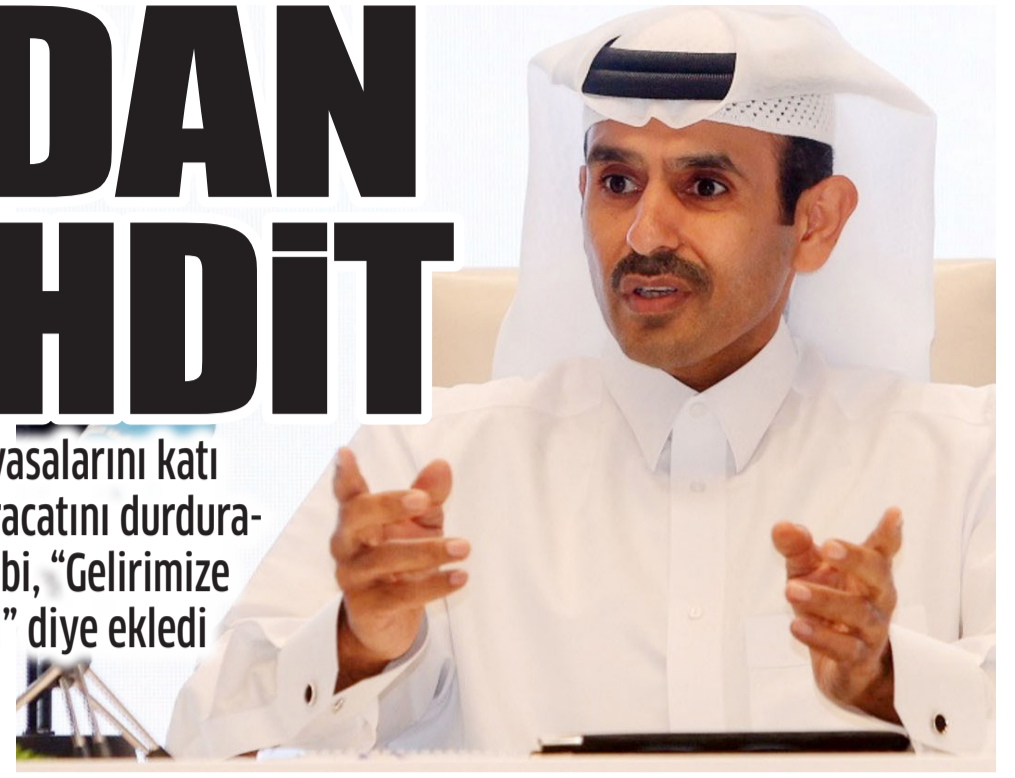 DAN
HDİT
yasalarını katı
racatını durdura-
bi, “Gelirimize
” diye ekledi